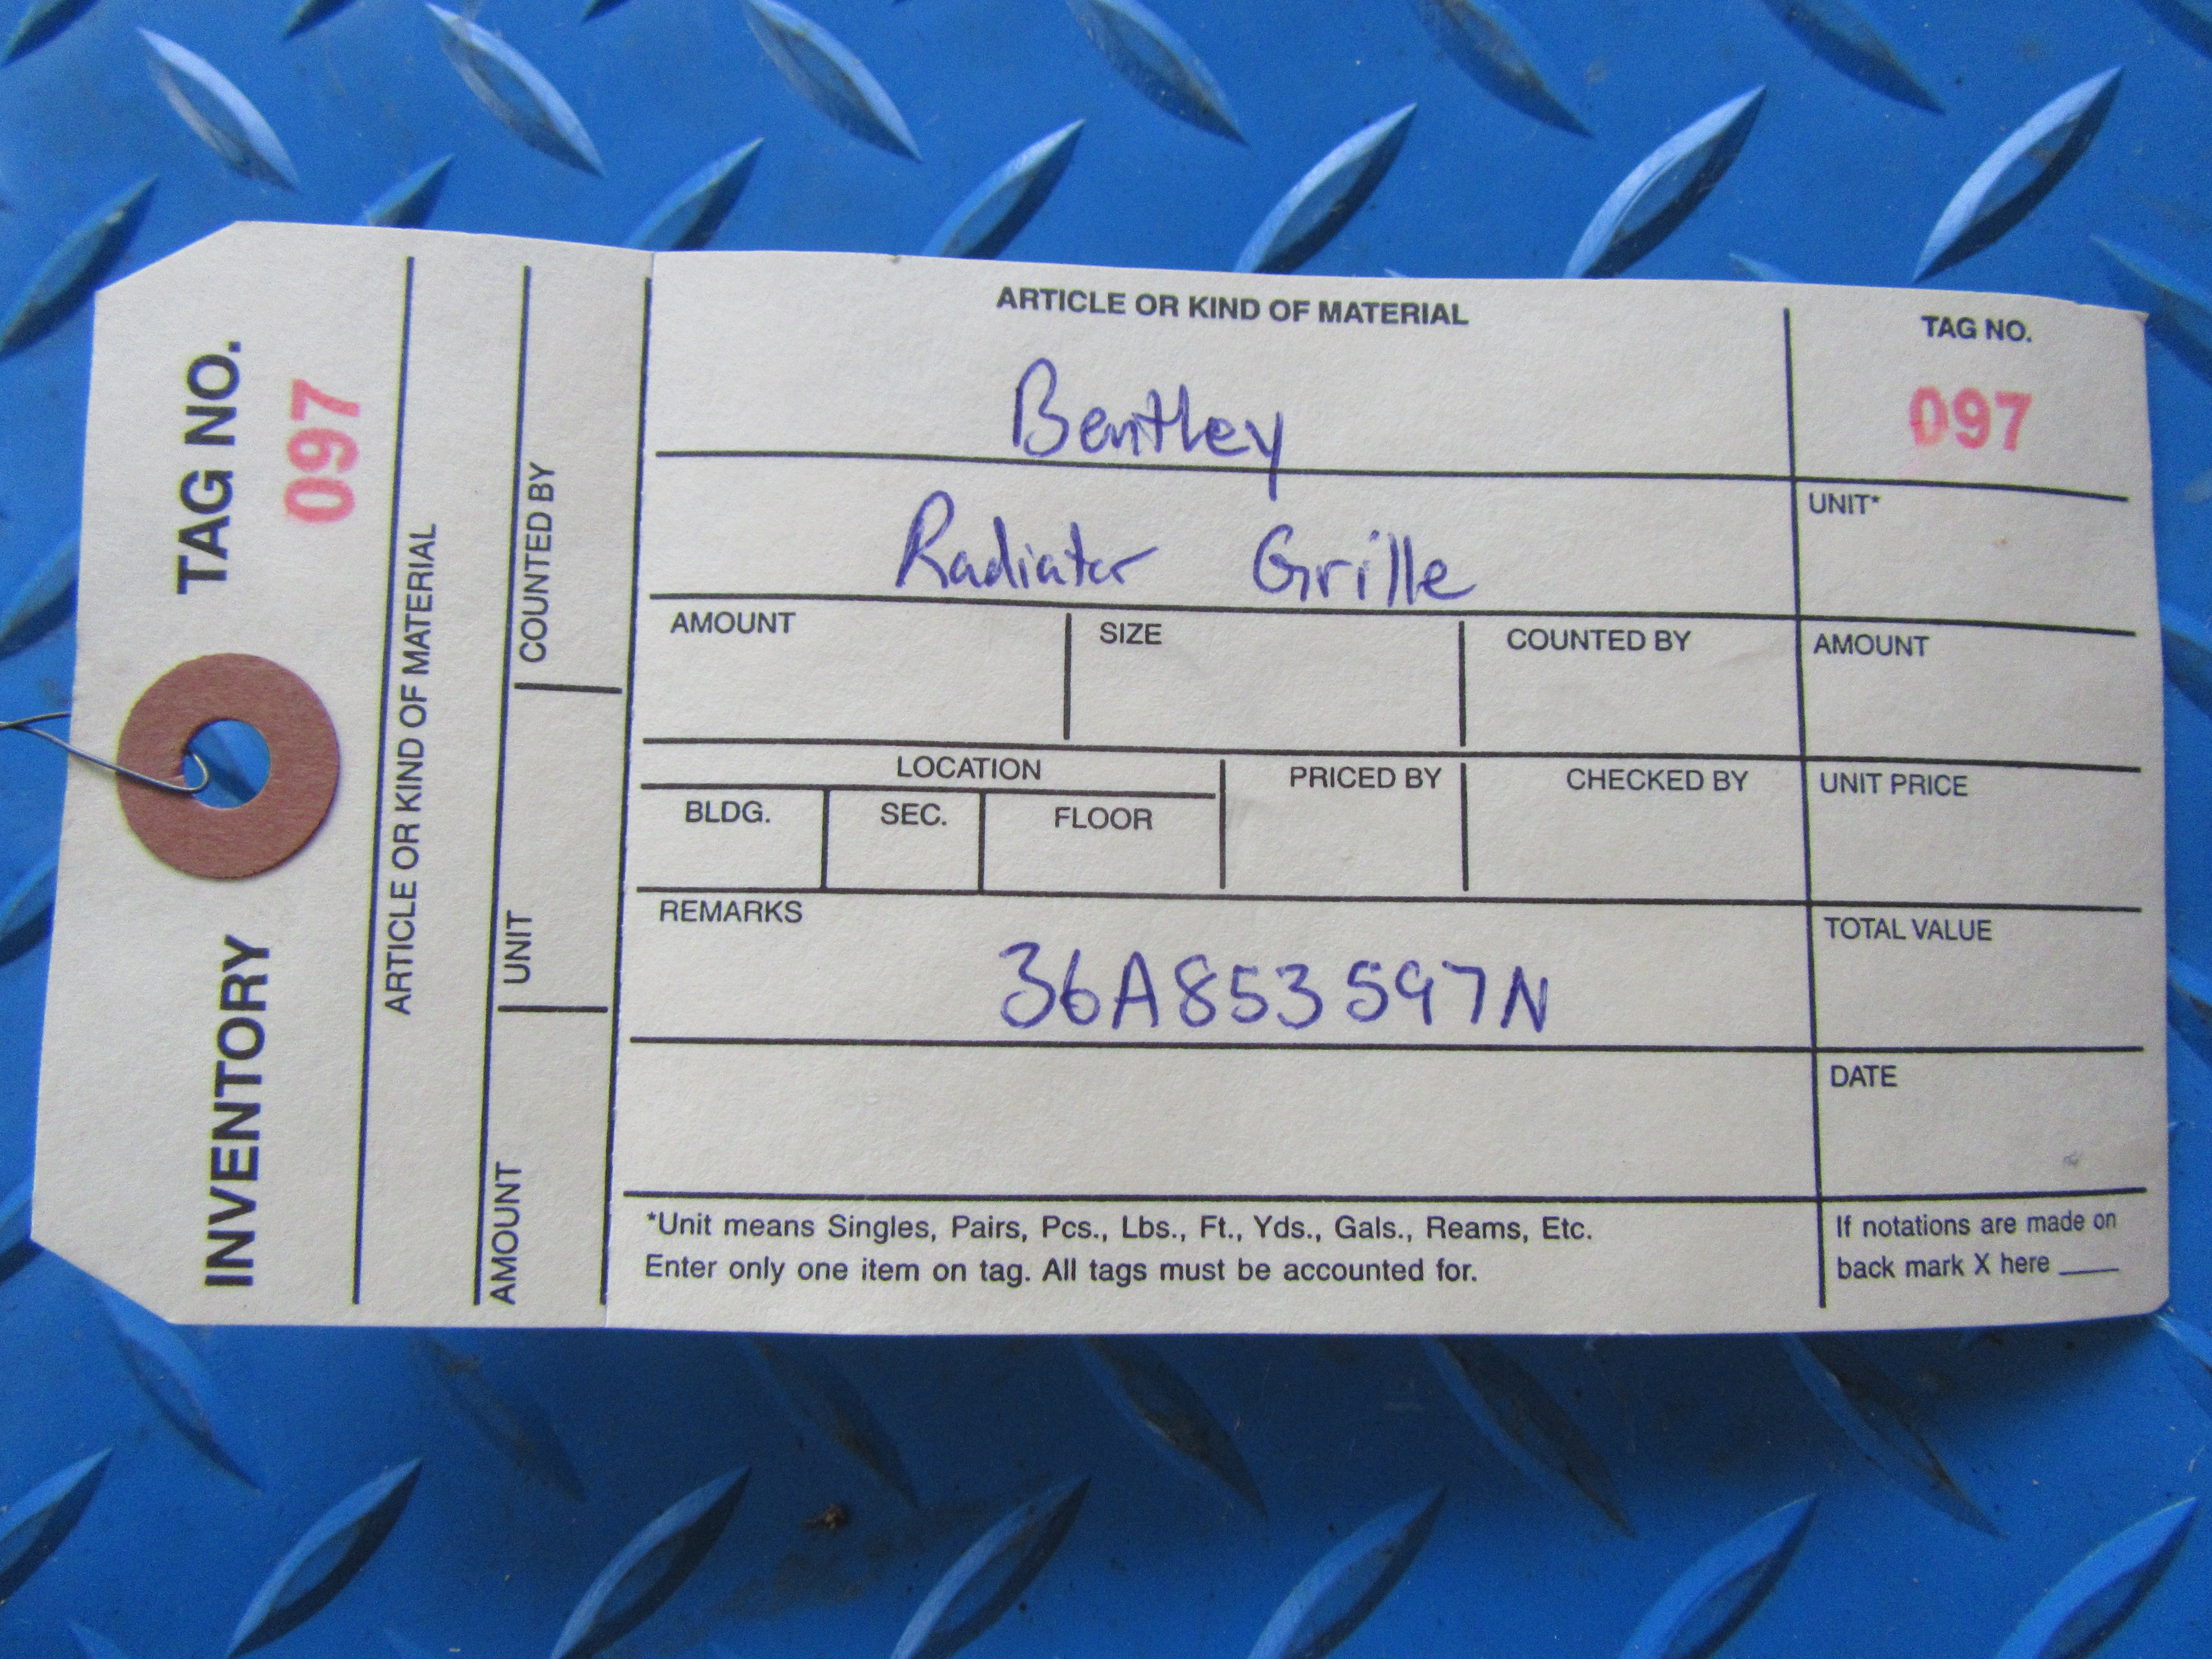 INVENTORY TAG NO.
097
ARTICLE OR KIND OF MATERIAL
AMOUNT UNIT COUNTED BY
ARTICLE OR KIND OF MATERIAL
TAG NO.
Bentley
097
Radiator Grille
UNIT*
AMOUNT SIZE COUNTED BY AMOUNT
LOCATION PRICED BY CHECKED BY UNIT PRICE
BLDG. SEC. FLOOR
REMARKS
TOTAL VALUE
36A853597N
DATE
*Unit means Singles, Pairs, Pcs., Lbs., Ft., Yds., Gals., Reams, Etc.
Enter only one item on tag. All tags must be accounted for.
If notations are made on
back mark X here ___